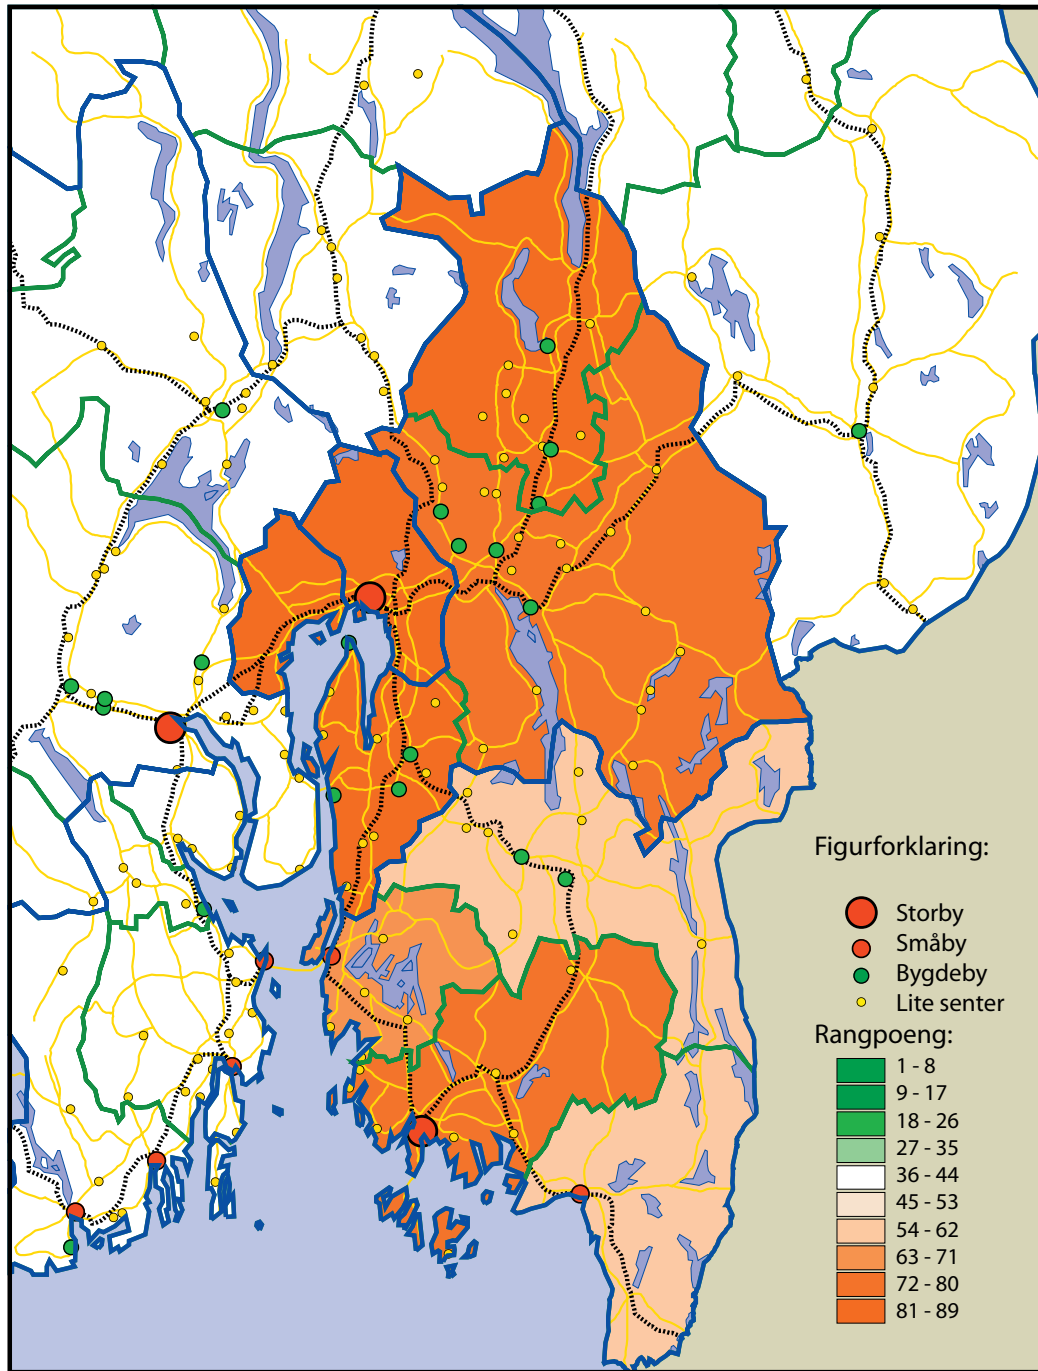 Figurforklaring:
Storby
Småby
Bygdeby
Lite senter
Rangpoeng:
1 - 8
9 - 17
18 - 26
27 - 35
36 - 44
45 - 53
54 - 62
63 - 71
72 - 80
81 - 89